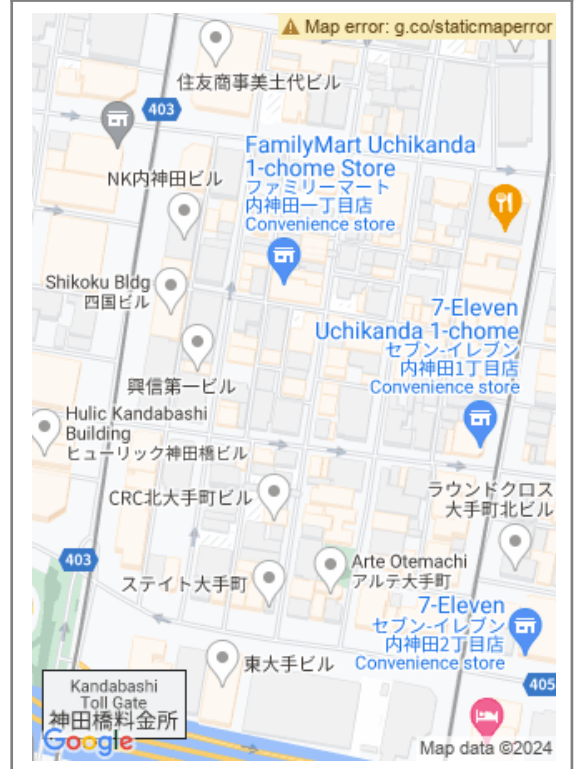 Map error: g.co/staticmaperror
住友商事美土代ビル
403
FamilyMart Uchikanda
1-chome Store
ファミリーマート
内神田一丁目店
Convenience store
NK内神田ビル
Shikoku Bldg
四国ビル
7-Eleven
Uchikanda 1-chome
セブン-イレブン
内神田1丁目店
Convenience store
興信第一ビル
Hulic Kandabashi
Building
ヒューリック神田橋ビル
CRC北大手町ビル
ラウンドクロス
大手町北ビル
403
Arte Otemachi
アルテ大手町
ステイト大手町
7-Eleven
セブン-イレブン
内神田2丁目店
Convenience store
東大手ビル
405
Kandabashi
Toll Gate
神田橋料金所
Google
Map data ©2024